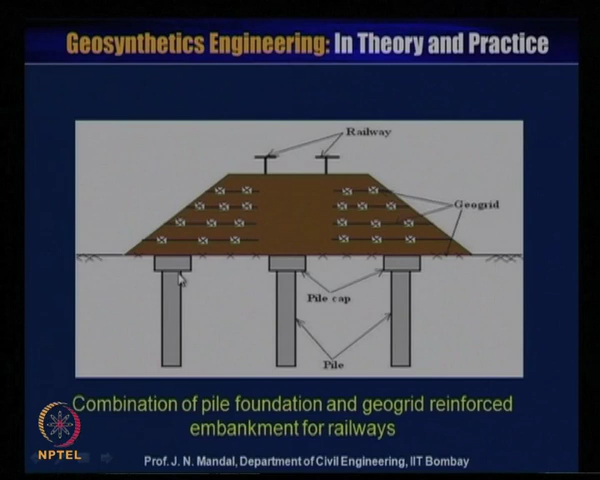 Geosynthetics Engineering: In Theory and Practice
Railway
Geogrid
Pile cap
Pile
Combination of pile foundation and geogrid reinforced
embankment for railways
NPTEL
Prof. J. N. Mandal, Department of Civil Engineering, IIT Bombay